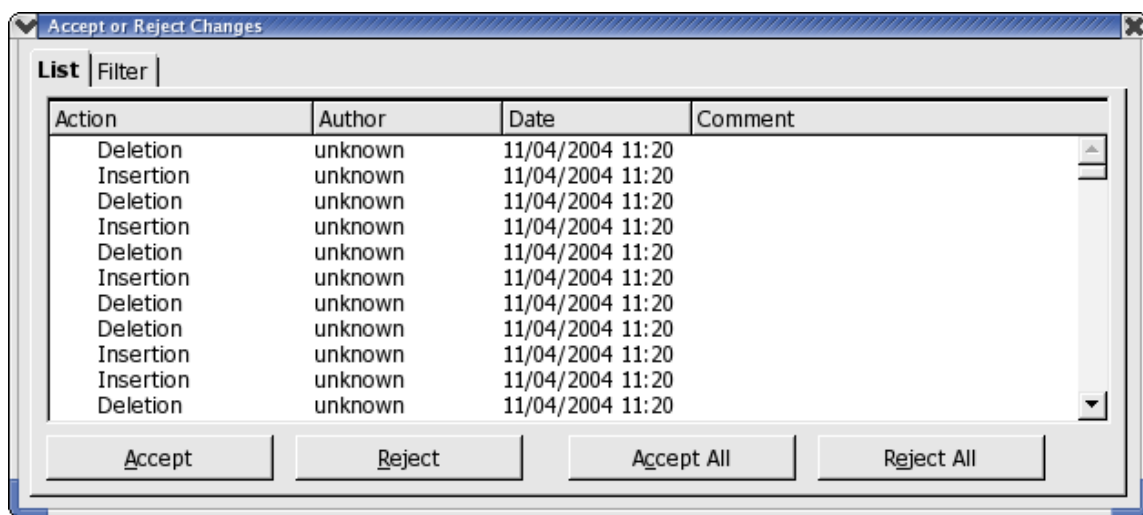 Accept or Reject Changes
List Filter
Action Author Date Comment
Deletion unknown 11/04/2004 11:20
Insertion unknown 11/04/2004 11:20
Deletion unknown 11/04/2004 11:20
Insertion unknown 11/04/2004 11:20
Deletion unknown 11/04/2004 11:20
Insertion unknown 11/04/2004 11:20
Deletion unknown 11/04/2004 11:20
Deletion unknown 11/04/2004 11:20
Insertion unknown 11/04/2004 11:20
Insertion unknown 11/04/2004 11:20
Deletion unknown 11/04/2004 11:20
Accept Reject Accept All Reject All